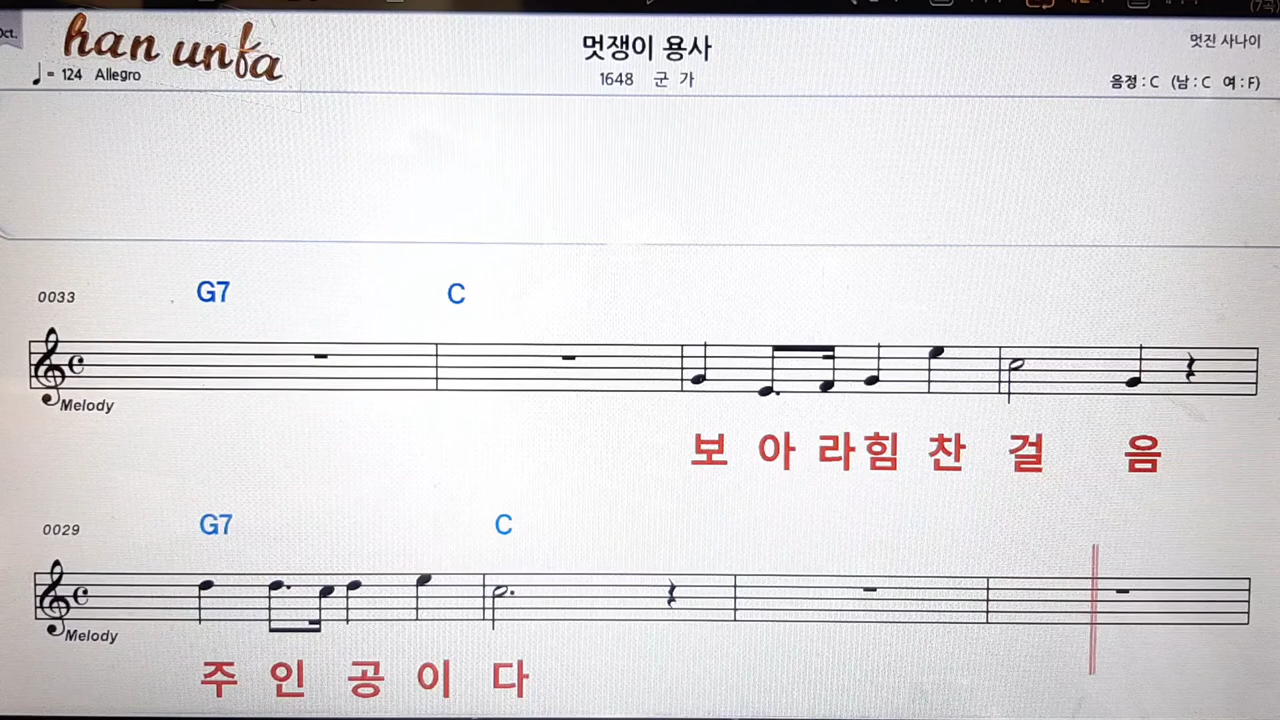 Oct.
han unfa
멋쟁이 용사
멋진 사나이
♩= 124 Allegro
1648 군 가
음정 : C (남 : C 여 : F)
0033
G7 C
Melody
보 아 라 힘 찬 걸 음
0029
G7 C
Melody
주 인 공 이 다